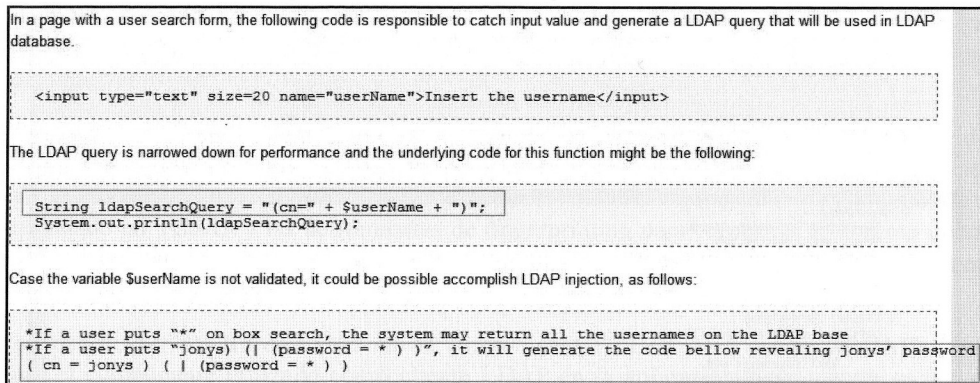 In a page with a user search form, the following code is responsible to catch input value and generate a LDAP query that will be used in LDAP
database.
<input type="text" size=20 name="userName">Insert the username</input>
The LDAP query is narrowed down for performance and the underlying code for this function might be the following:
String ldapSearchQuery = "(cn=" + $userName + ")";
System.out.println(ldapSearchQuery);
Case the variable $userName is not validated, it could be possible accomplish LDAP injection, as follows:
*If a user puts "*" on box search, the system may return all the usernames on the LDAP base
*If a user puts "jonys) (| (password = * ) )", it will generate the code bellow revealing jonys' password
( cn = jonys ) ( | (password = * ) )